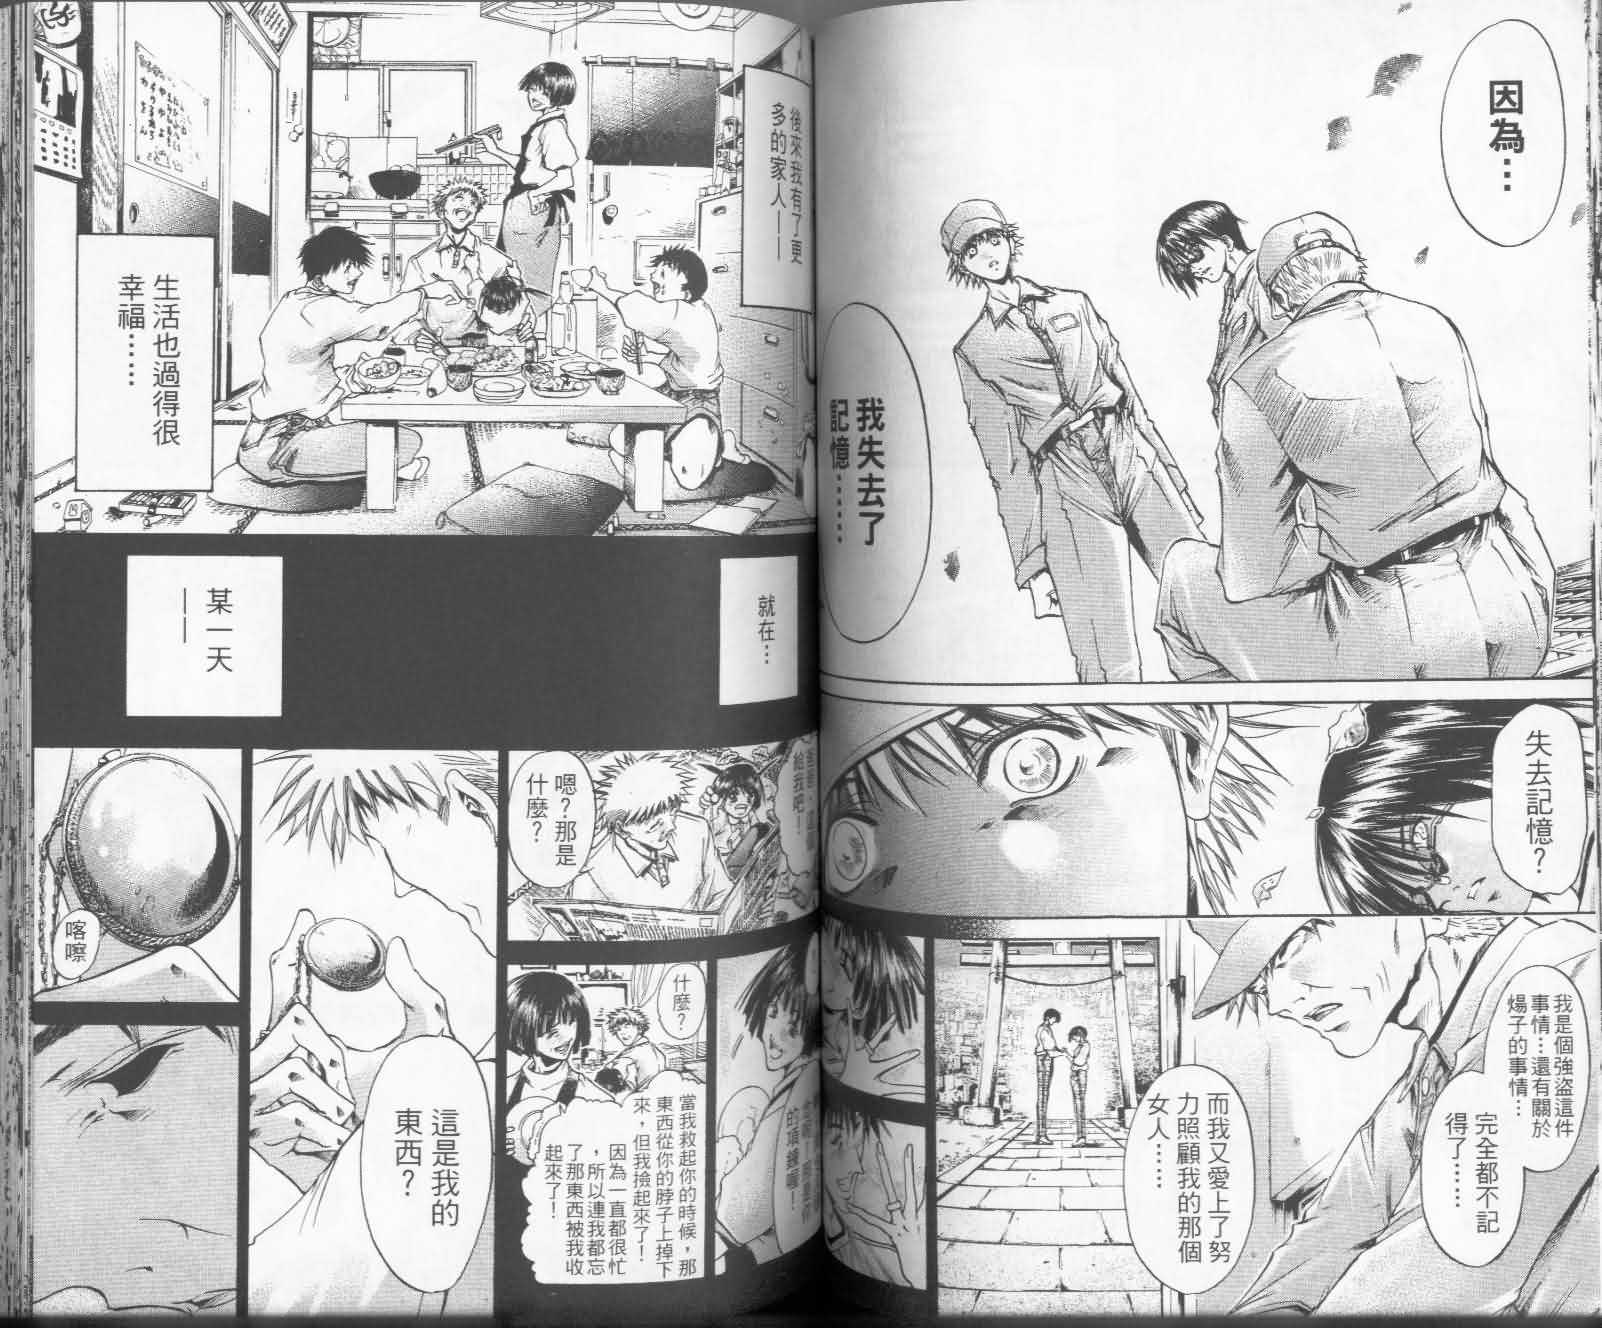 因為…
我失去了
記憶……
失去記憶？
我是個強盜這件
事情…還有關於
煬子的事情…
完全都不記
得了……
而我又愛上了努
力照顧我的那個
女人……
後來我有了更
多的家人——
生活也過得很
幸福……
就在…
某一天
——
給我吧！
嗯？那是
什麼？
的項鍊喔！
什麼？
當我救起你的時候，那
東西從你的脖子上掉下
來，但我撿起來了！
因為一直都很忙
，所以連我都忘
了那東西被我收
起來了！
這是我的
東西？
喀嚓